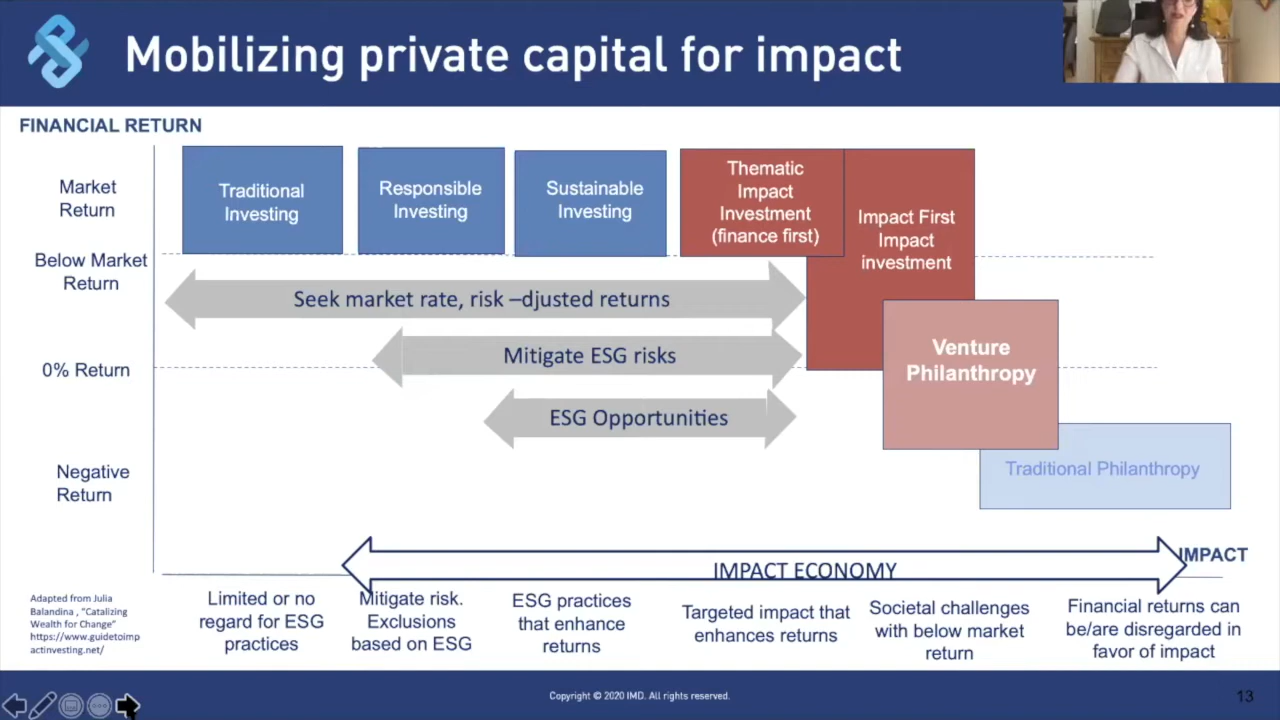 Mobilizing private capital for impact
FINANCIAL RETURN
Market
Return
Below Market
Return
0% Return
Negative
Return
Traditional
Investing
Responsible
Investing
Sustainable
Investing
Thematic
Impact
Investment
(finance first)
Impact First
Impact
investment
Seek market rate, risk –djusted returns
Mitigate ESG risks
ESG Opportunities
Venture
Philanthropy
Traditional Philanthropy
IMPACT ECONOMY
IMPACT
Limited or no
regard for ESG
practices
Mitigate risk.
Exclusions
based on ESG
ESG practices
that enhance
returns
Targeted impact that
enhances returns
Societal challenges
with below market
return
Financial returns can
be/are disregarded in
favor of impact
Adapted from Julia
Balandina , "Catalizing
Wealth for Change"
https://www.guidetoimp
actinvesting.net/
Copyright © 2020 IMD. All rights reserved.
13